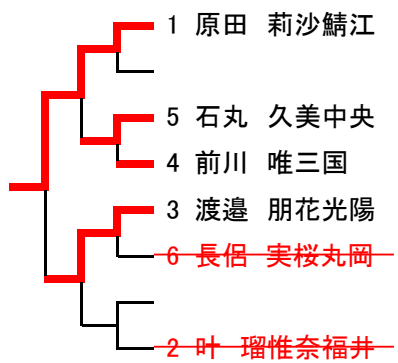 1 原田 莉沙鯖江
5 石丸 久美中央
4 前川 唯三国
3 渡邉 朋花光陽
6 長侶 実桜丸岡
2 叶 瑠惟奈福井